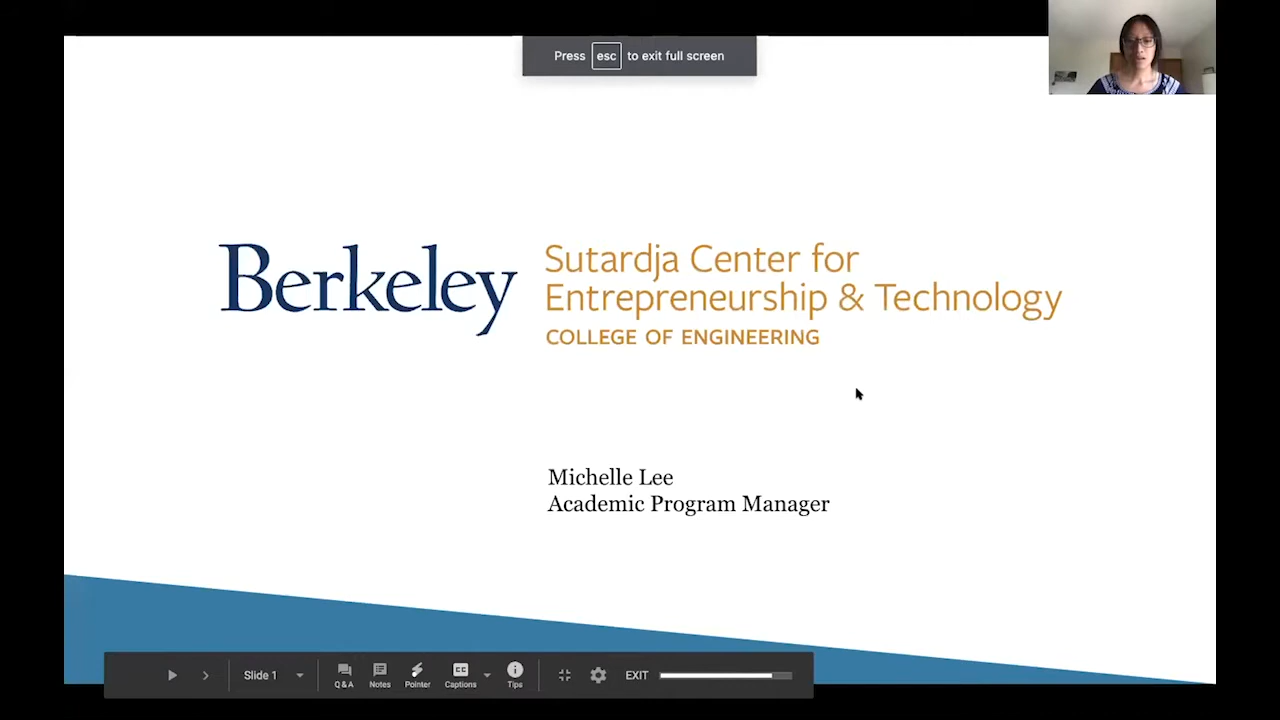 Press esc to exit full screen
Berkeley
Sutardja Center for
Entrepreneurship & Technology
COLLEGE OF ENGINEERING
Michelle Lee
Academic Program Manager
Slide 1
Q&A
Notes
Pointer
CC
Captions
Tips
EXIT